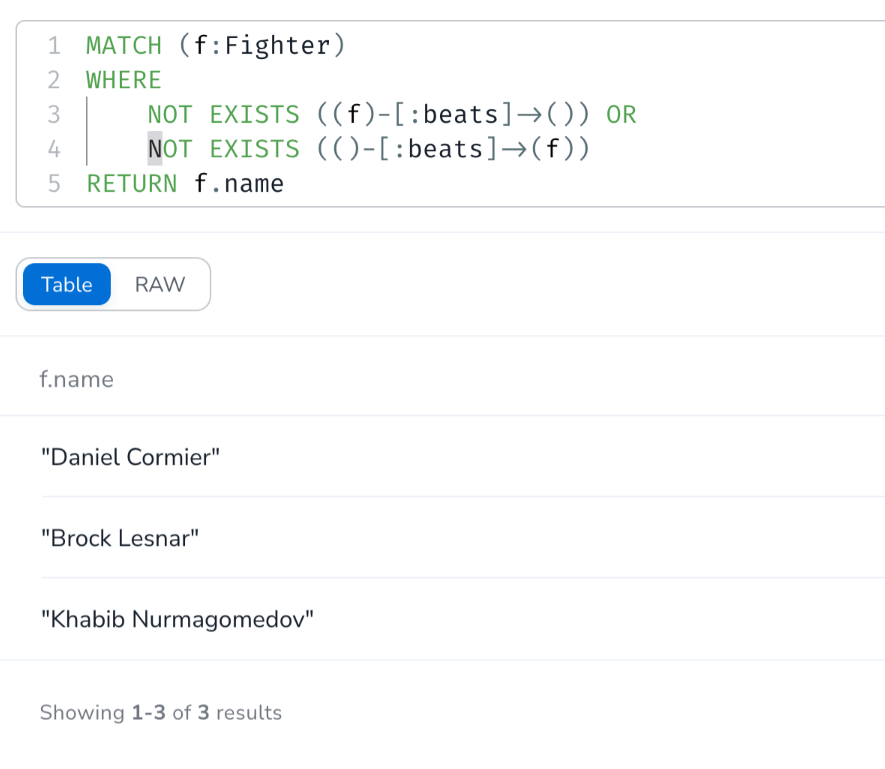 1 MATCH (f:Fighter)
2 WHERE
3 NOT EXISTS ((f)-[:beats]->()) OR
4 NOT EXISTS (()-[:beats]->(f))
5 RETURN f.name
Table RAW
f.name
"Daniel Cormier"
"Brock Lesnar"
"Khabib Nurmagomedov"
Showing 1-3 of 3 results